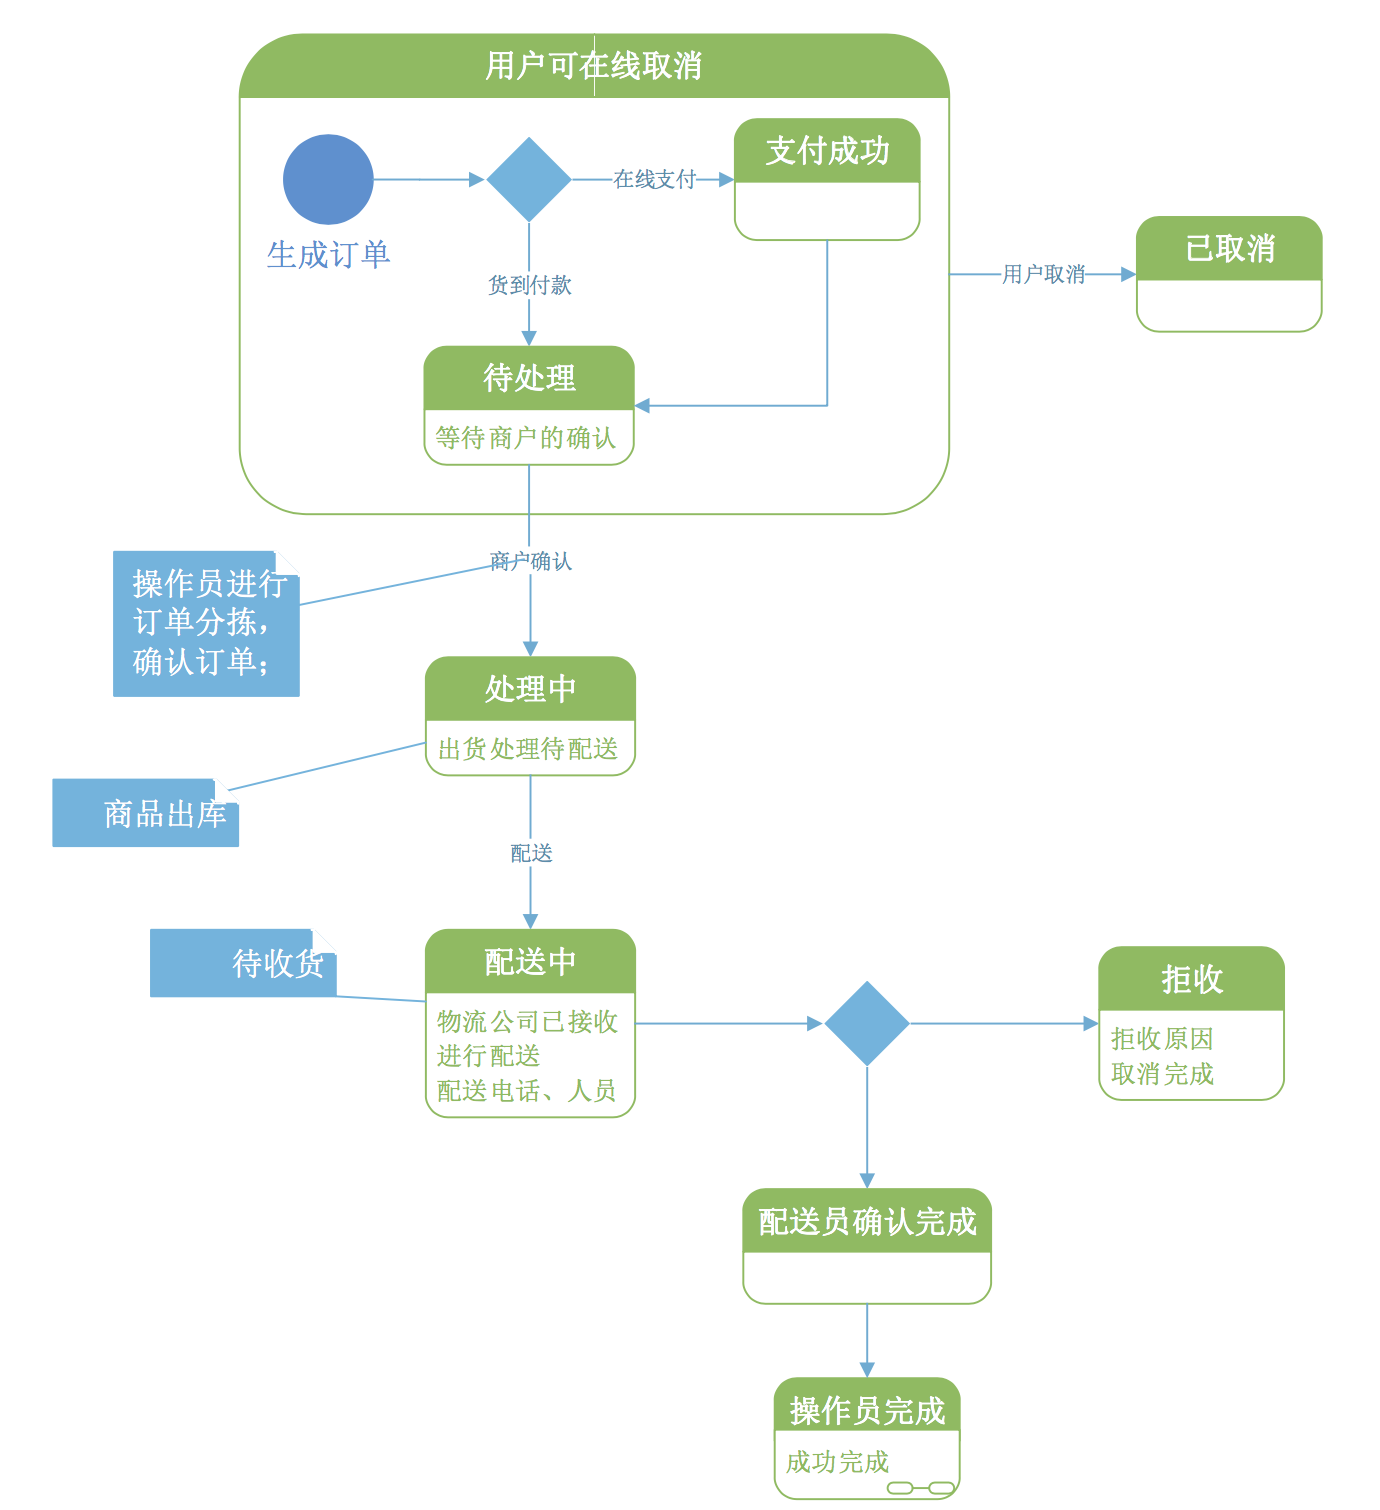 用户可在线取消
生成订单
在线支付
支付成功
货到付款
用户取消
已取消
待处理
等待商户的确认
商户确认
操作员进行
订单分拣，
确认订单；
处理中
出货处理待配送
商品出库
配送
待收货
配送中
物流公司已接收
进行配送
配送电话、人员
拒收
拒收原因
取消完成
配送员确认完成
操作员完成
成功完成